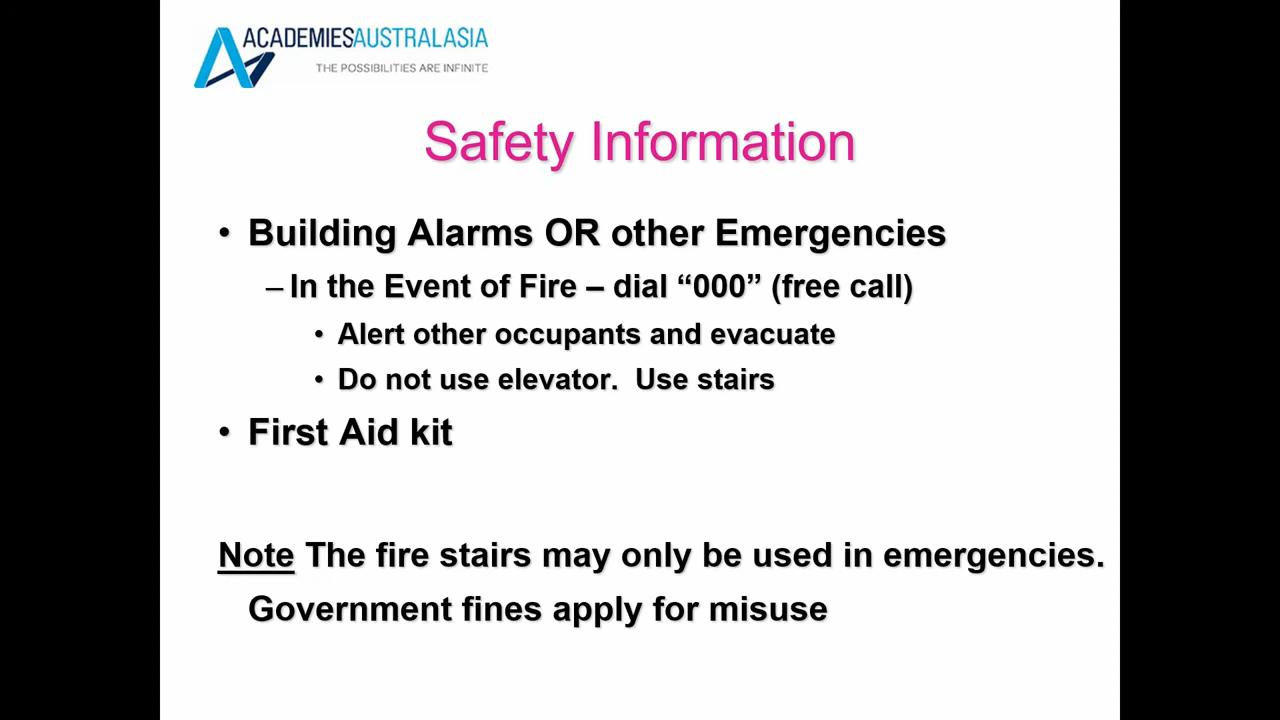 ACADEMIESAUSTRALASIA
THE POSSIBILITIES ARE INFINITE
Safety Information
• Building Alarms OR other Emergencies
– In the Event of Fire – dial “000” (free call)
• Alert other occupants and evacuate
• Do not use elevator.  Use stairs
• First Aid kit
Note The fire stairs may only be used in emergencies.
Government fines apply for misuse